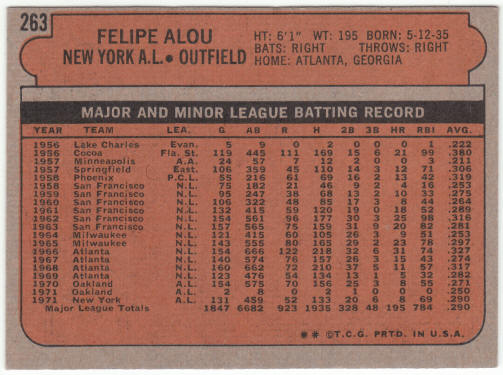 263
FELIPE ALOU
NEW YORK A.L. • OUTFIELD
HT: 6'1" WT: 195 BORN: 5-12-35
BATS: RIGHT THROWS: RIGHT
HOME: ATLANTA, GEORGIA
MAJOR AND MINOR LEAGUE BATTING RECORD
YEAR TEAM LEA. G AB R H 2B 3B HR RBI AVG.
1956 Lake Charles Evan. 5 9 0 2 0 0 0 1 .222
1956 Cocoa Fla. St. 119 445 111 169 15 6 21 99 .380
1957 Minneapolis A.A. 24 57 7 12 2 0 0 3 .211
1957 Springfield East. 106 359 45 110 14 3 12 71 .306
1958 Phoenix P.C.L. 55 216 61 69 16 2 13 42 .319
1958 San Francisco N.L. 75 182 21 46 9 2 4 16 .253
1959 San Francisco N.L. 95 247 38 68 13 2 10 33 .275
1960 San Francisco N.L. 106 322 48 85 17 3 8 44 .264
1961 San Francisco N.L. 132 415 59 120 19 0 18 52 .289
1962 San Francisco N.L. 154 561 96 177 30 3 25 98 .316
1963 San Francisco N.L. 157 565 75 159 31 9 20 82 .281
1964 Milwaukee N.L. 121 415 60 105 26 3 9 51 .253
1965 Milwaukee N.L. 143 555 80 165 29 2 23 78 .297
1966 Atlanta N.L. 154 666 122 218 32 6 31 74 .327
1967 Atlanta N.L. 140 574 76 157 26 3 15 43 .274
1968 Atlanta N.L. 160 662 72 210 37 5 11 57 .317
1969 Atlanta N.L. 123 476 54 134 13 1 5 32 .282
1970 Oakland A.L. 154 575 70 156 25 3 8 55 .271
1971 Oakland A.L. 2 8 0 2 1 0 0 0 .250
1971 New York A.L. 131 459 52 133 20 6 8 69 .290
Major League Totals 1847 6682 923 1935 328 48 195 784 .290
** ©T.C.G. PRTD. IN U.S.A.